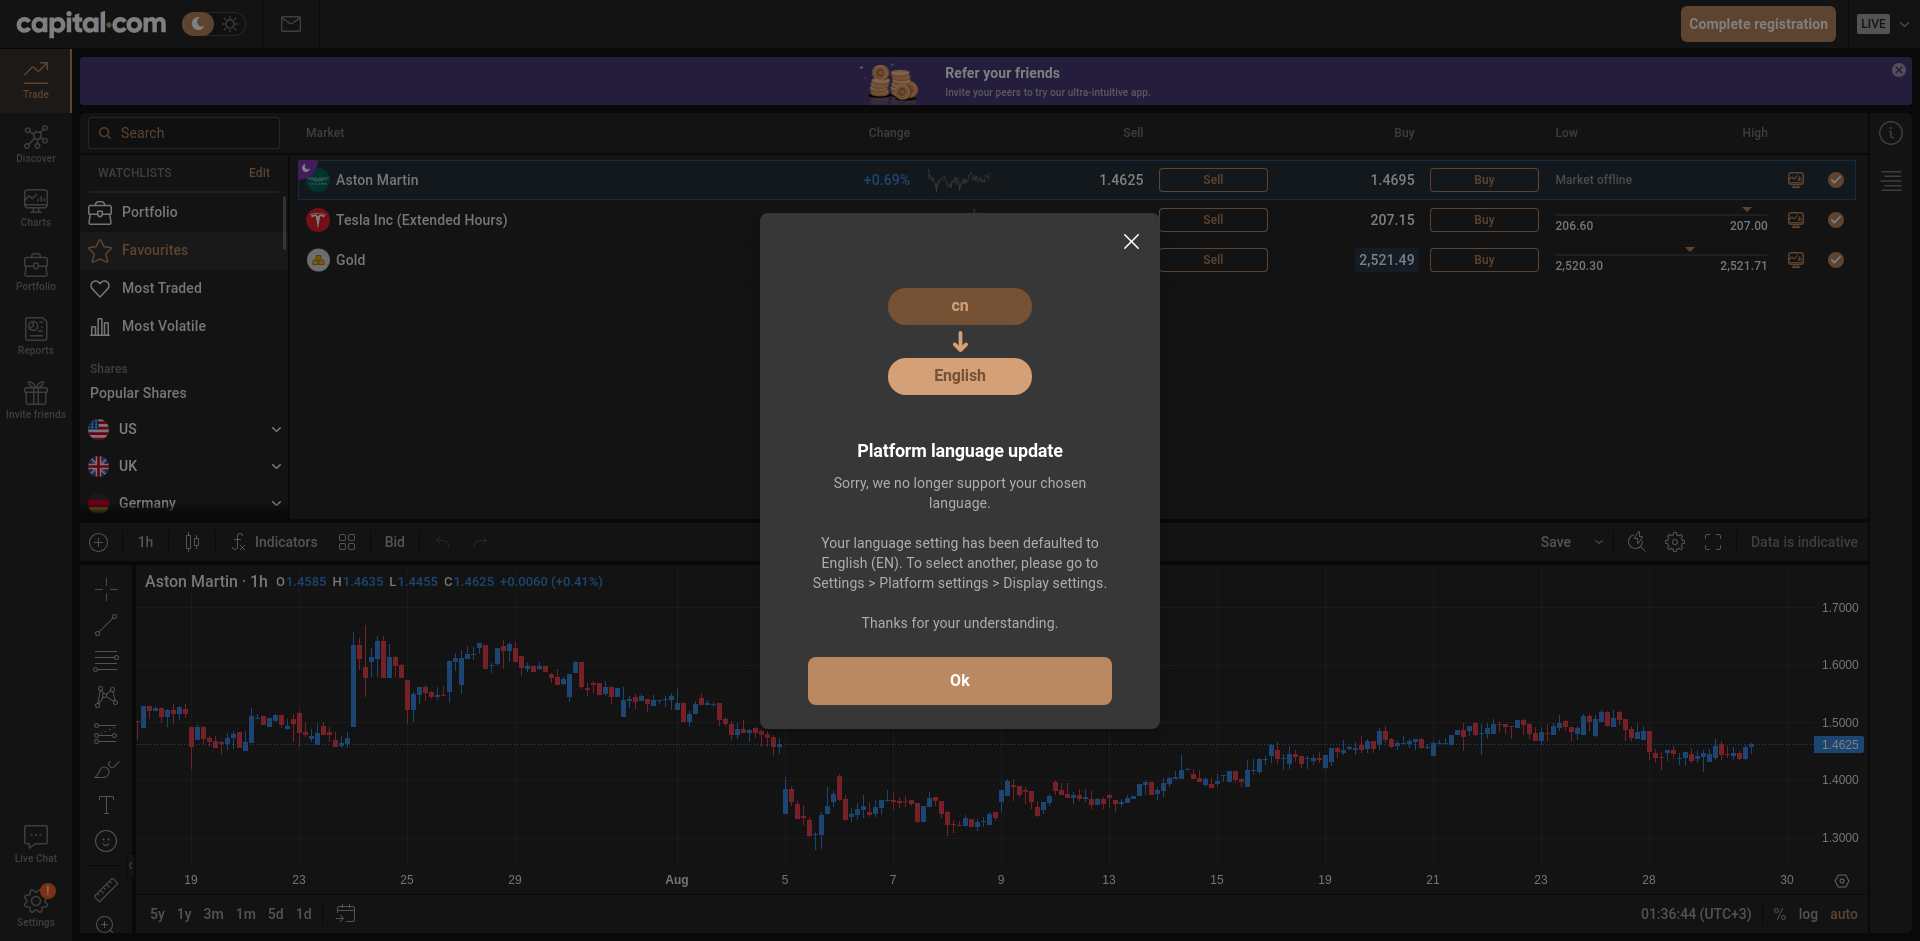 capital.com
Complete registration
LIVE
Trade
Refer your friends
Invite your peers to try our ultra-intuitive app.
Discover
Charts
Portfolio
Reports
Invite friends
Live Chat
!
Settings
Search
Market
Change
Sell
Buy
Low
High
WATCHLISTS
Edit
Portfolio
Favourites
Most Traded
Most Volatile
Shares
Popular Shares
US
UK
Germany
Aston Martin
+0.69%
1.4625
Sell
1.4695
Buy
Market offline
Tesla Inc (Extended Hours)
Sell
207.15
Buy
206.60
207.00
Gold
Sell
2,521.49
Buy
2,520.30
2,521.71
cn
English
Platform language update
Sorry, we no longer support your chosen
language.
Your language setting has been defaulted to
English (EN). To select another, please go to
Settings > Platform settings > Display settings.
Thanks for your understanding.
Ok
1h
Indicators
Bid
Save
Data is indicative
Aston Martin · 1h O1.4585 H1.4635 L1.4455 C1.4625 +0.0060 (+0.41%)
1.7000
1.6000
1.5000
1.4625
1.4000
1.3000
19 23 25 29 Aug 5 7 9 13 15 19 21 23 28 30
5y 1y 3m 1m 5d 1d
01:36:44 (UTC+3) % log auto